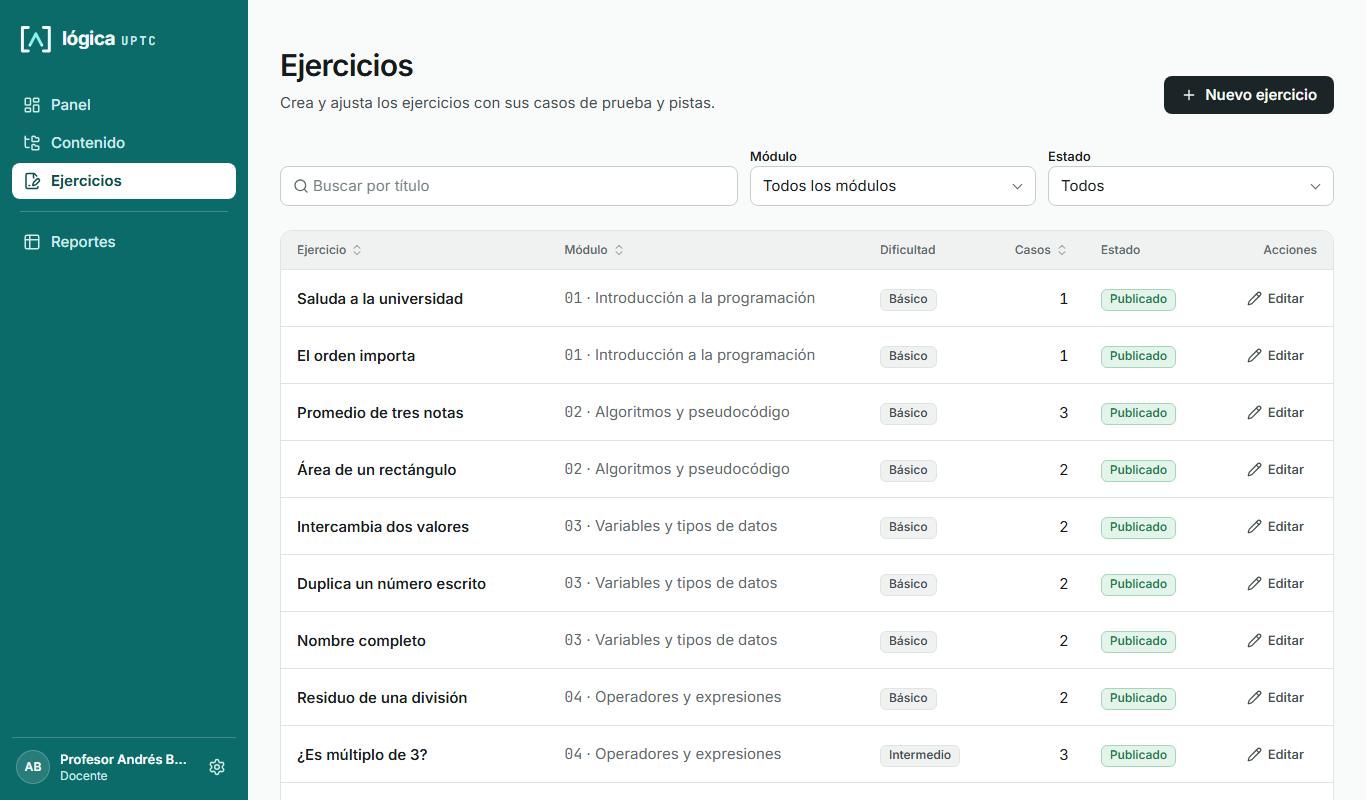 lógica UPTC
Panel
Contenido
Ejercicios
Reportes
AB
Profesor Andrés B...
Docente
Ejercicios
Crea y ajusta los ejercicios con sus casos de prueba y pistas.
+ Nuevo ejercicio
Buscar por título
Módulo
Todos los módulos
Estado
Todos
Ejercicio Módulo Dificultad Casos Estado Acciones
Saluda a la universidad 01 · Introducción a la programación Básico 1 Publicado Editar
El orden importa 01 · Introducción a la programación Básico 1 Publicado Editar
Promedio de tres notas 02 · Algoritmos y pseudocódigo Básico 3 Publicado Editar
Área de un rectángulo 02 · Algoritmos y pseudocódigo Básico 2 Publicado Editar
Intercambia dos valores 03 · Variables y tipos de datos Básico 2 Publicado Editar
Duplica un número escrito 03 · Variables y tipos de datos Básico 2 Publicado Editar
Nombre completo 03 · Variables y tipos de datos Básico 2 Publicado Editar
Residuo de una división 04 · Operadores y expresiones Básico 2 Publicado Editar
¿Es múltiplo de 3? 04 · Operadores y expresiones Intermedio 3 Publicado Editar